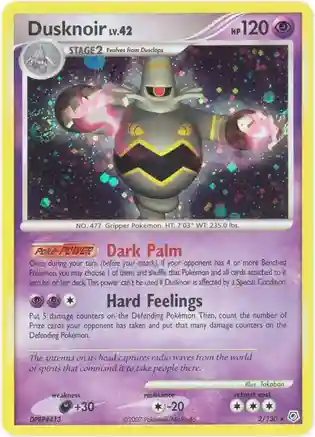 Dusknoir LV.42 HP 120
STAGE2 Evolves from Dusclops
NO. 477 Gripper Pokémon HT: 7'03" WT: 235.0 lbs.
Poké-POWER Dark Palm
Once during your turn (before your attack), if your opponent has 4 or more Benched
Pokémon, you may choose 1 of them and shuffle that Pokémon and all cards attached to it
into his or her deck. This power can't be used if Dusknoir is affected by a Special Condition.
Hard Feelings
Put 5 damage counters on the Defending Pokémon. Then, count the number of
Prize cards your opponent has taken and put that many damage counters on the
Defending Pokémon.
The antenna on its head captures radio waves from the world
of spirits that command it to take people there.
Illus. Takabon
weakness resistance retreat cost
+30 -20
DPBP#413 ©2007 Pokémon 2/130